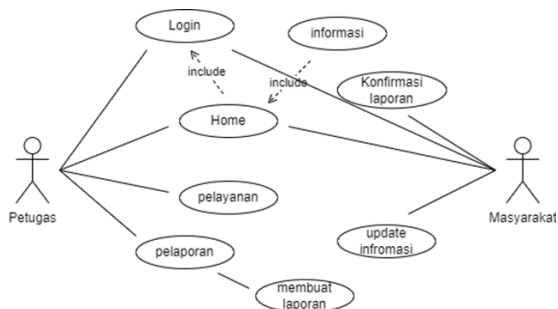 Login
informasi
include
include
Konfirmasi
laporan
Home
Petugas
Masyarakat
pelayanan
update
infromasi
pelaporan
membuat
laporan